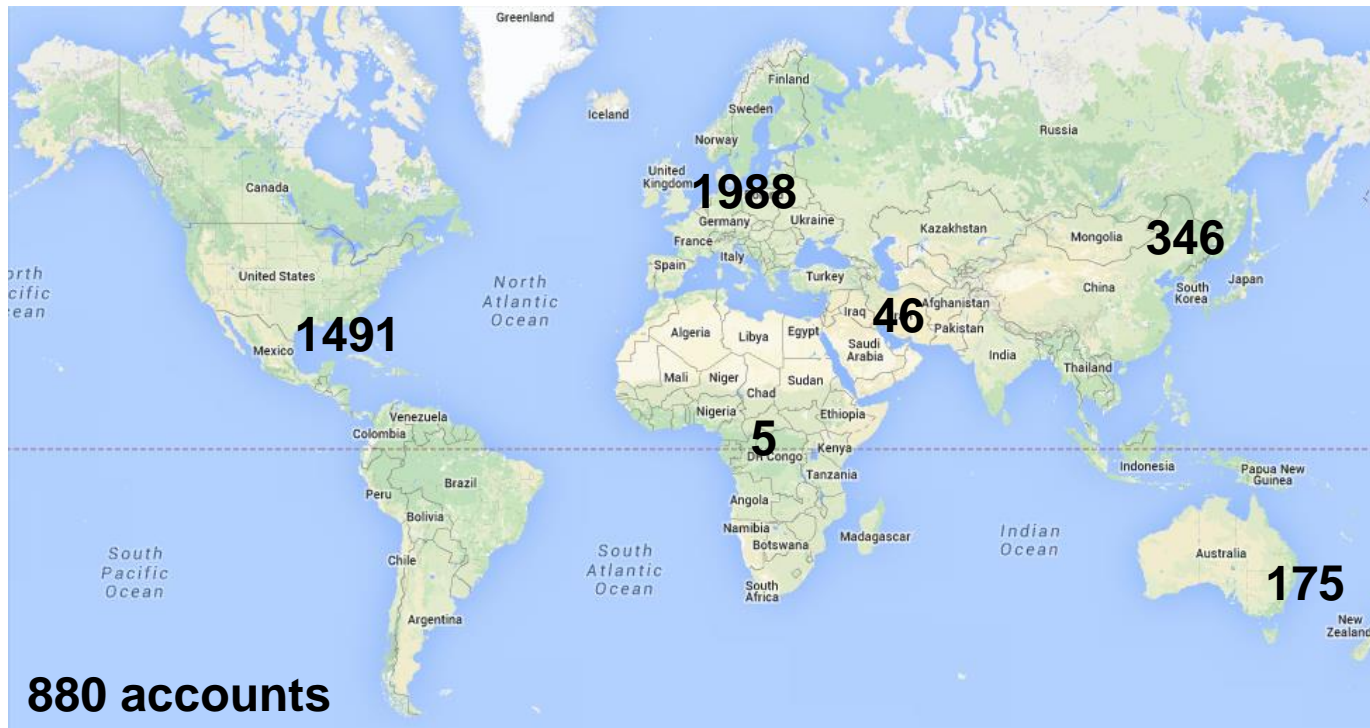 Greenland
Finland
Iceland
Sweden
Russia
Norway
United
Kingdom
Canada
1988
Germany
Ukraine
Kazakhstan
Mongolia
346
France
Italy
Spain
Turkey
United States
North
Atlantic
Ocean
orth
cific
ean
China
South
Korea
Japan
Iraq
46
Afghanistan
Pakistan
1491
Mexico
Algeria
Libya
Egypt
Saudi
Arabia
India
Mali
Niger
Chad
Sudan
Thailand
Venezuela
Colombia
Nigeria
Ethiopia
5
DR Congo
Kenya
Tanzania
Indonesia
Papua New
Guinea
Peru
Brazil
Bolivia
Angola
Namibia
Botswana
Madagascar
Indian
Ocean
Australia
South
Pacific
Ocean
Chile
South
Atlantic
Ocean
South
Africa
175
Argentina
New
Zealand
880 accounts